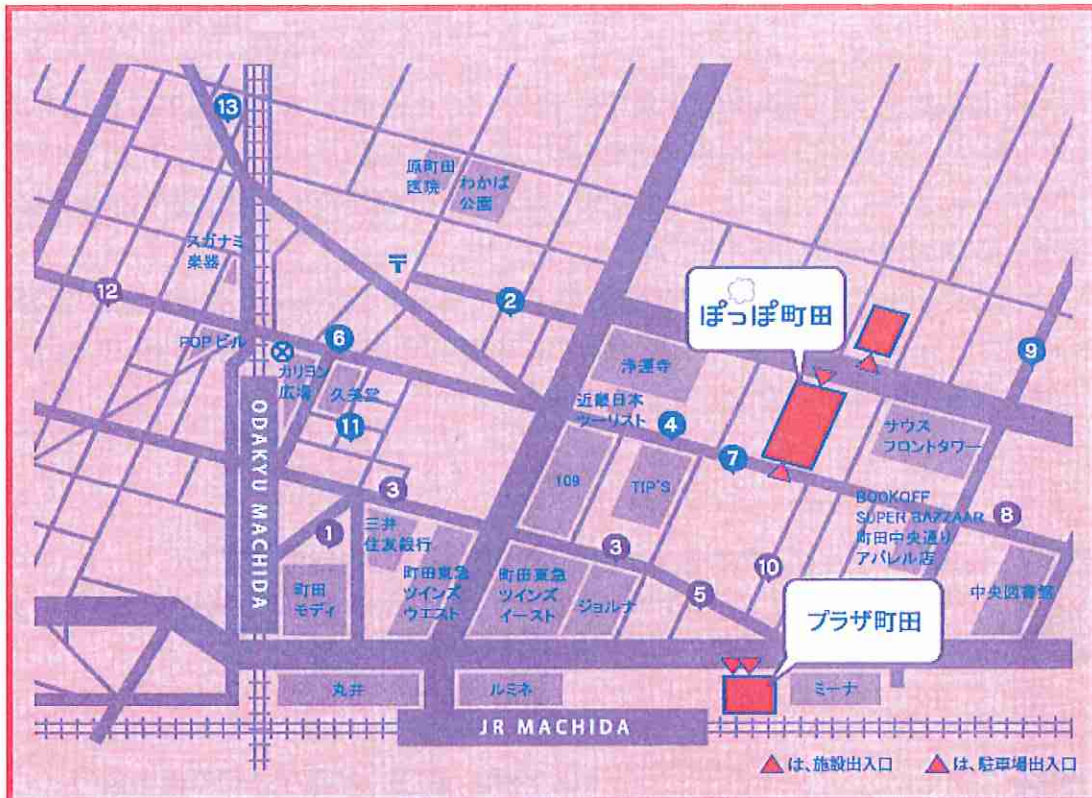 13
原町田
医院
わかば
公園
スガナミ
楽器
〒
12
2
ぽっぽ町田
POPビル
6
カリヨン
広場
久美堂
浄運寺
9
11
近畿日本
ツーリスト
4
サウス
フロントタワー
ODAKYU MACHIDA
7
3
109
TIP'S
BOOKOFF
SUPER BAZZAAR
町田中央通り
アパレル店
8
1
三井
住友銀行
3
町田
モディ
町田東急
ツインズ
ウエスト
町田東急
ツインズ
イースト
ジョルナ
5
10
中央図書館
プラザ町田
丸井
ルミネ
ミーナ
JR MACHIDA
は、施設出入口
は、駐車場出入口